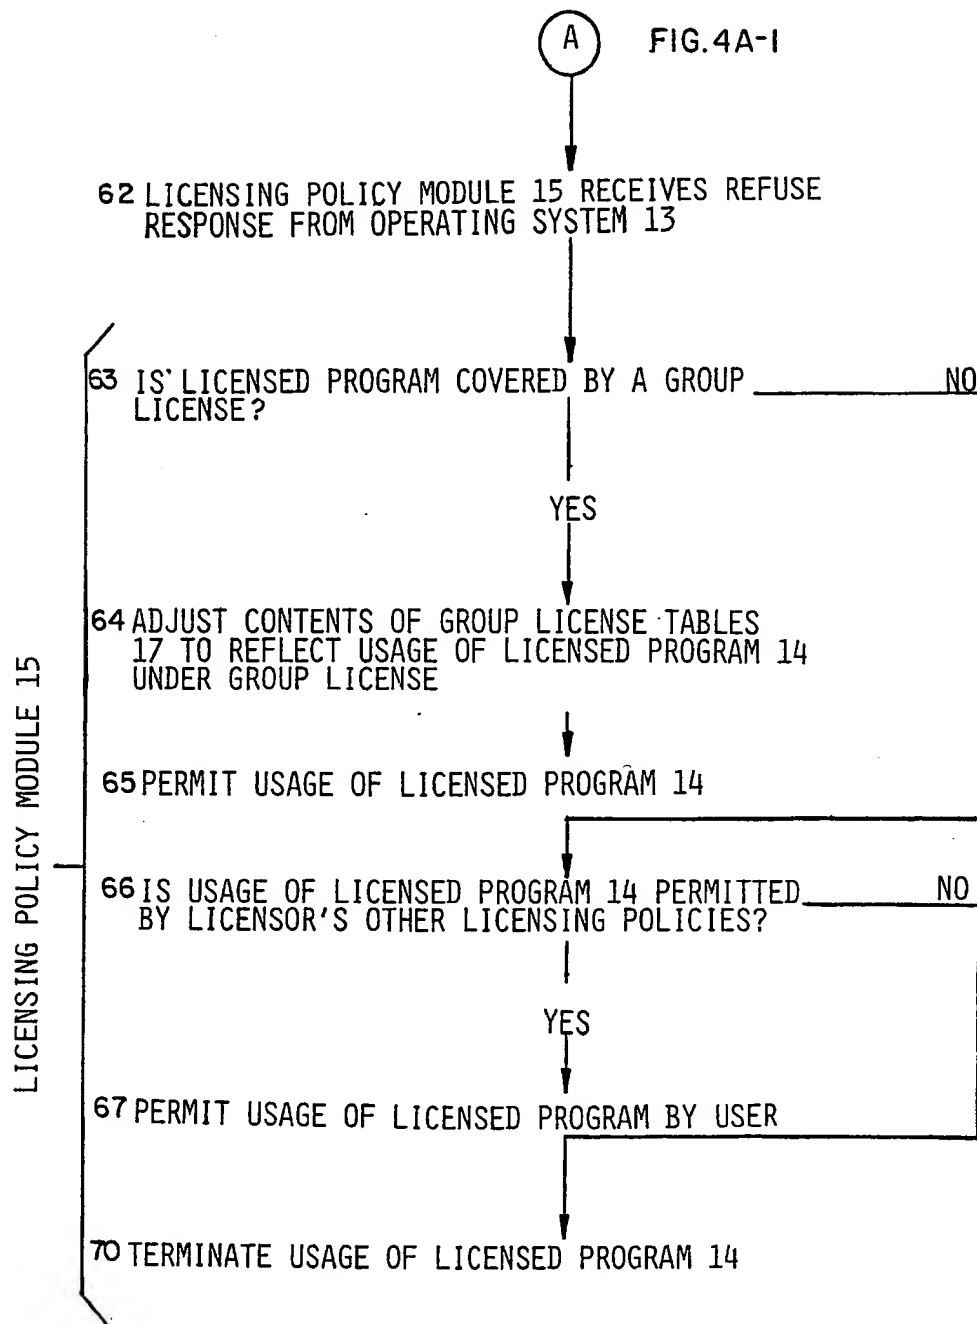 A
FIG.4A-1
62 LICENSING POLICY MODULE 15 RECEIVES REFUSE
RESPONSE FROM OPERATING SYSTEM 13
63 IS LICENSED PROGRAM COVERED BY A GROUP
LICENSE?
NO
YES
64 ADJUST CONTENTS OF GROUP LICENSE TABLES
17 TO REFLECT USAGE OF LICENSED PROGRAM 14
UNDER GROUP LICENSE
65 PERMIT USAGE OF LICENSED PROGRAM 14
66 IS USAGE OF LICENSED PROGRAM 14 PERMITTED
BY LICENSOR'S OTHER LICENSING POLICIES?
NO
YES
67 PERMIT USAGE OF LICENSED PROGRAM BY USER
70 TERMINATE USAGE OF LICENSED PROGRAM 14
LICENSING POLICY MODULE 15